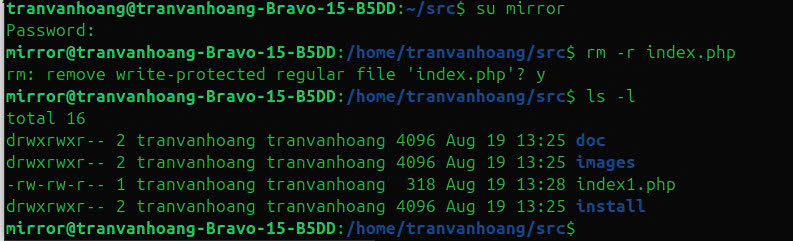 tranvanhoang@tranvanhoang-Bravo-15-B5DD:~/src$ su mirror
Password:
mirror@tranvanhoang-Bravo-15-B5DD:/home/tranvanhoang/src$ rm -r index.php
rm: remove write-protected regular file 'index.php'? y
mirror@tranvanhoang-Bravo-15-B5DD:/home/tranvanhoang/src$ ls -l
total 16
drwxrwxr-- 2 tranvanhoang tranvanhoang 4096 Aug 19 13:25 doc
drwxrwxr-- 2 tranvanhoang tranvanhoang 4096 Aug 19 13:25 images
-rw-rw-r-- 1 tranvanhoang tranvanhoang  318 Aug 19 13:28 index1.php
drwxrwxr-- 2 tranvanhoang tranvanhoang 4096 Aug 19 13:25 install
mirror@tranvanhoang-Bravo-15-B5DD:/home/tranvanhoang/src$